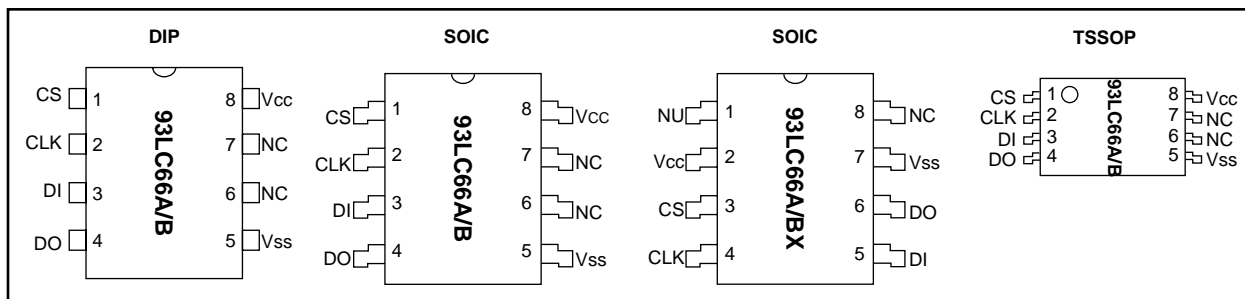 DIP
CS 1 8 Vcc
CLK 2 7 NC
DI 3 6 NC
DO 4 5 Vss
93LC66A/B
SOIC
CS 1 8 Vcc
CLK 2 7 NC
DI 3 6 NC
DO 4 5 Vss
93LC66A/B
SOIC
NU 1 8 NC
Vcc 2 7 Vss
CS 3 6 DO
CLK 4 5 DI
93LC66A/BX
TSSOP
CS 1 8 Vcc
CLK 2 7 NC
DI 3 6 NC
DO 4 5 Vss
93LC66A/B